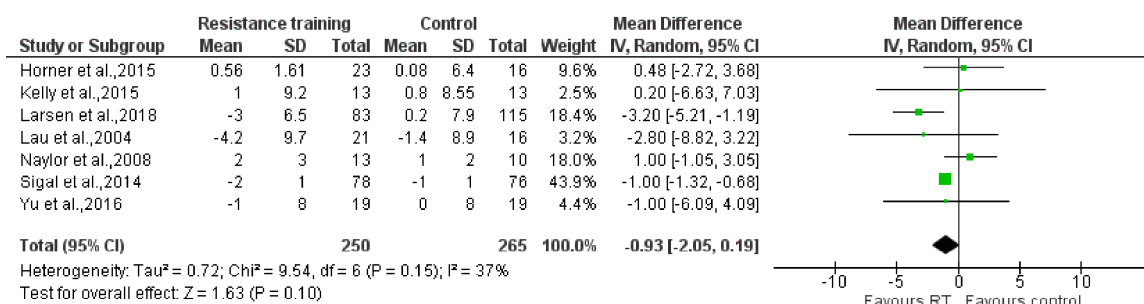 Resistance training Control Mean Difference Mean Difference
Study or Subgroup Mean SD Total Mean SD Total Weight IV, Random, 95% CI IV, Random, 95% CI
Horner et al.,2015 0.56 1.61 23 0.08 6.4 16 9.6% 0.48 [-2.72, 3.68]
Kelly et al.,2015 1 9.2 13 0.8 8.55 13 2.5% 0.20 [-6.63, 7.03]
Larsen et al.,2018 -3 6.5 83 0.2 7.9 115 18.4% -3.20 [-5.21, -1.19]
Lau et al.,2004 -4.2 9.7 21 -1.4 8.9 16 3.2% -2.80 [-8.82, 3.22]
Naylor et al.,2008 2 3 13 1 2 10 18.0% 1.00 [-1.05, 3.05]
Sigal et al.,2014 -2 1 78 -1 1 76 43.9% -1.00 [-1.32, -0.68]
Yu et al.,2016 -1 8 19 0 8 19 4.4% -1.00 [-6.09, 4.09]
Total (95% CI) 250 265 100.0% -0.93 [-2.05, 0.19]
Heterogeneity: Tau² = 0.72; Chi² = 9.54, df = 6 (P = 0.15); I² = 37%
Test for overall effect: Z = 1.63 (P = 0.10)
-10 -5 0 5 10
Favours RT Favours control